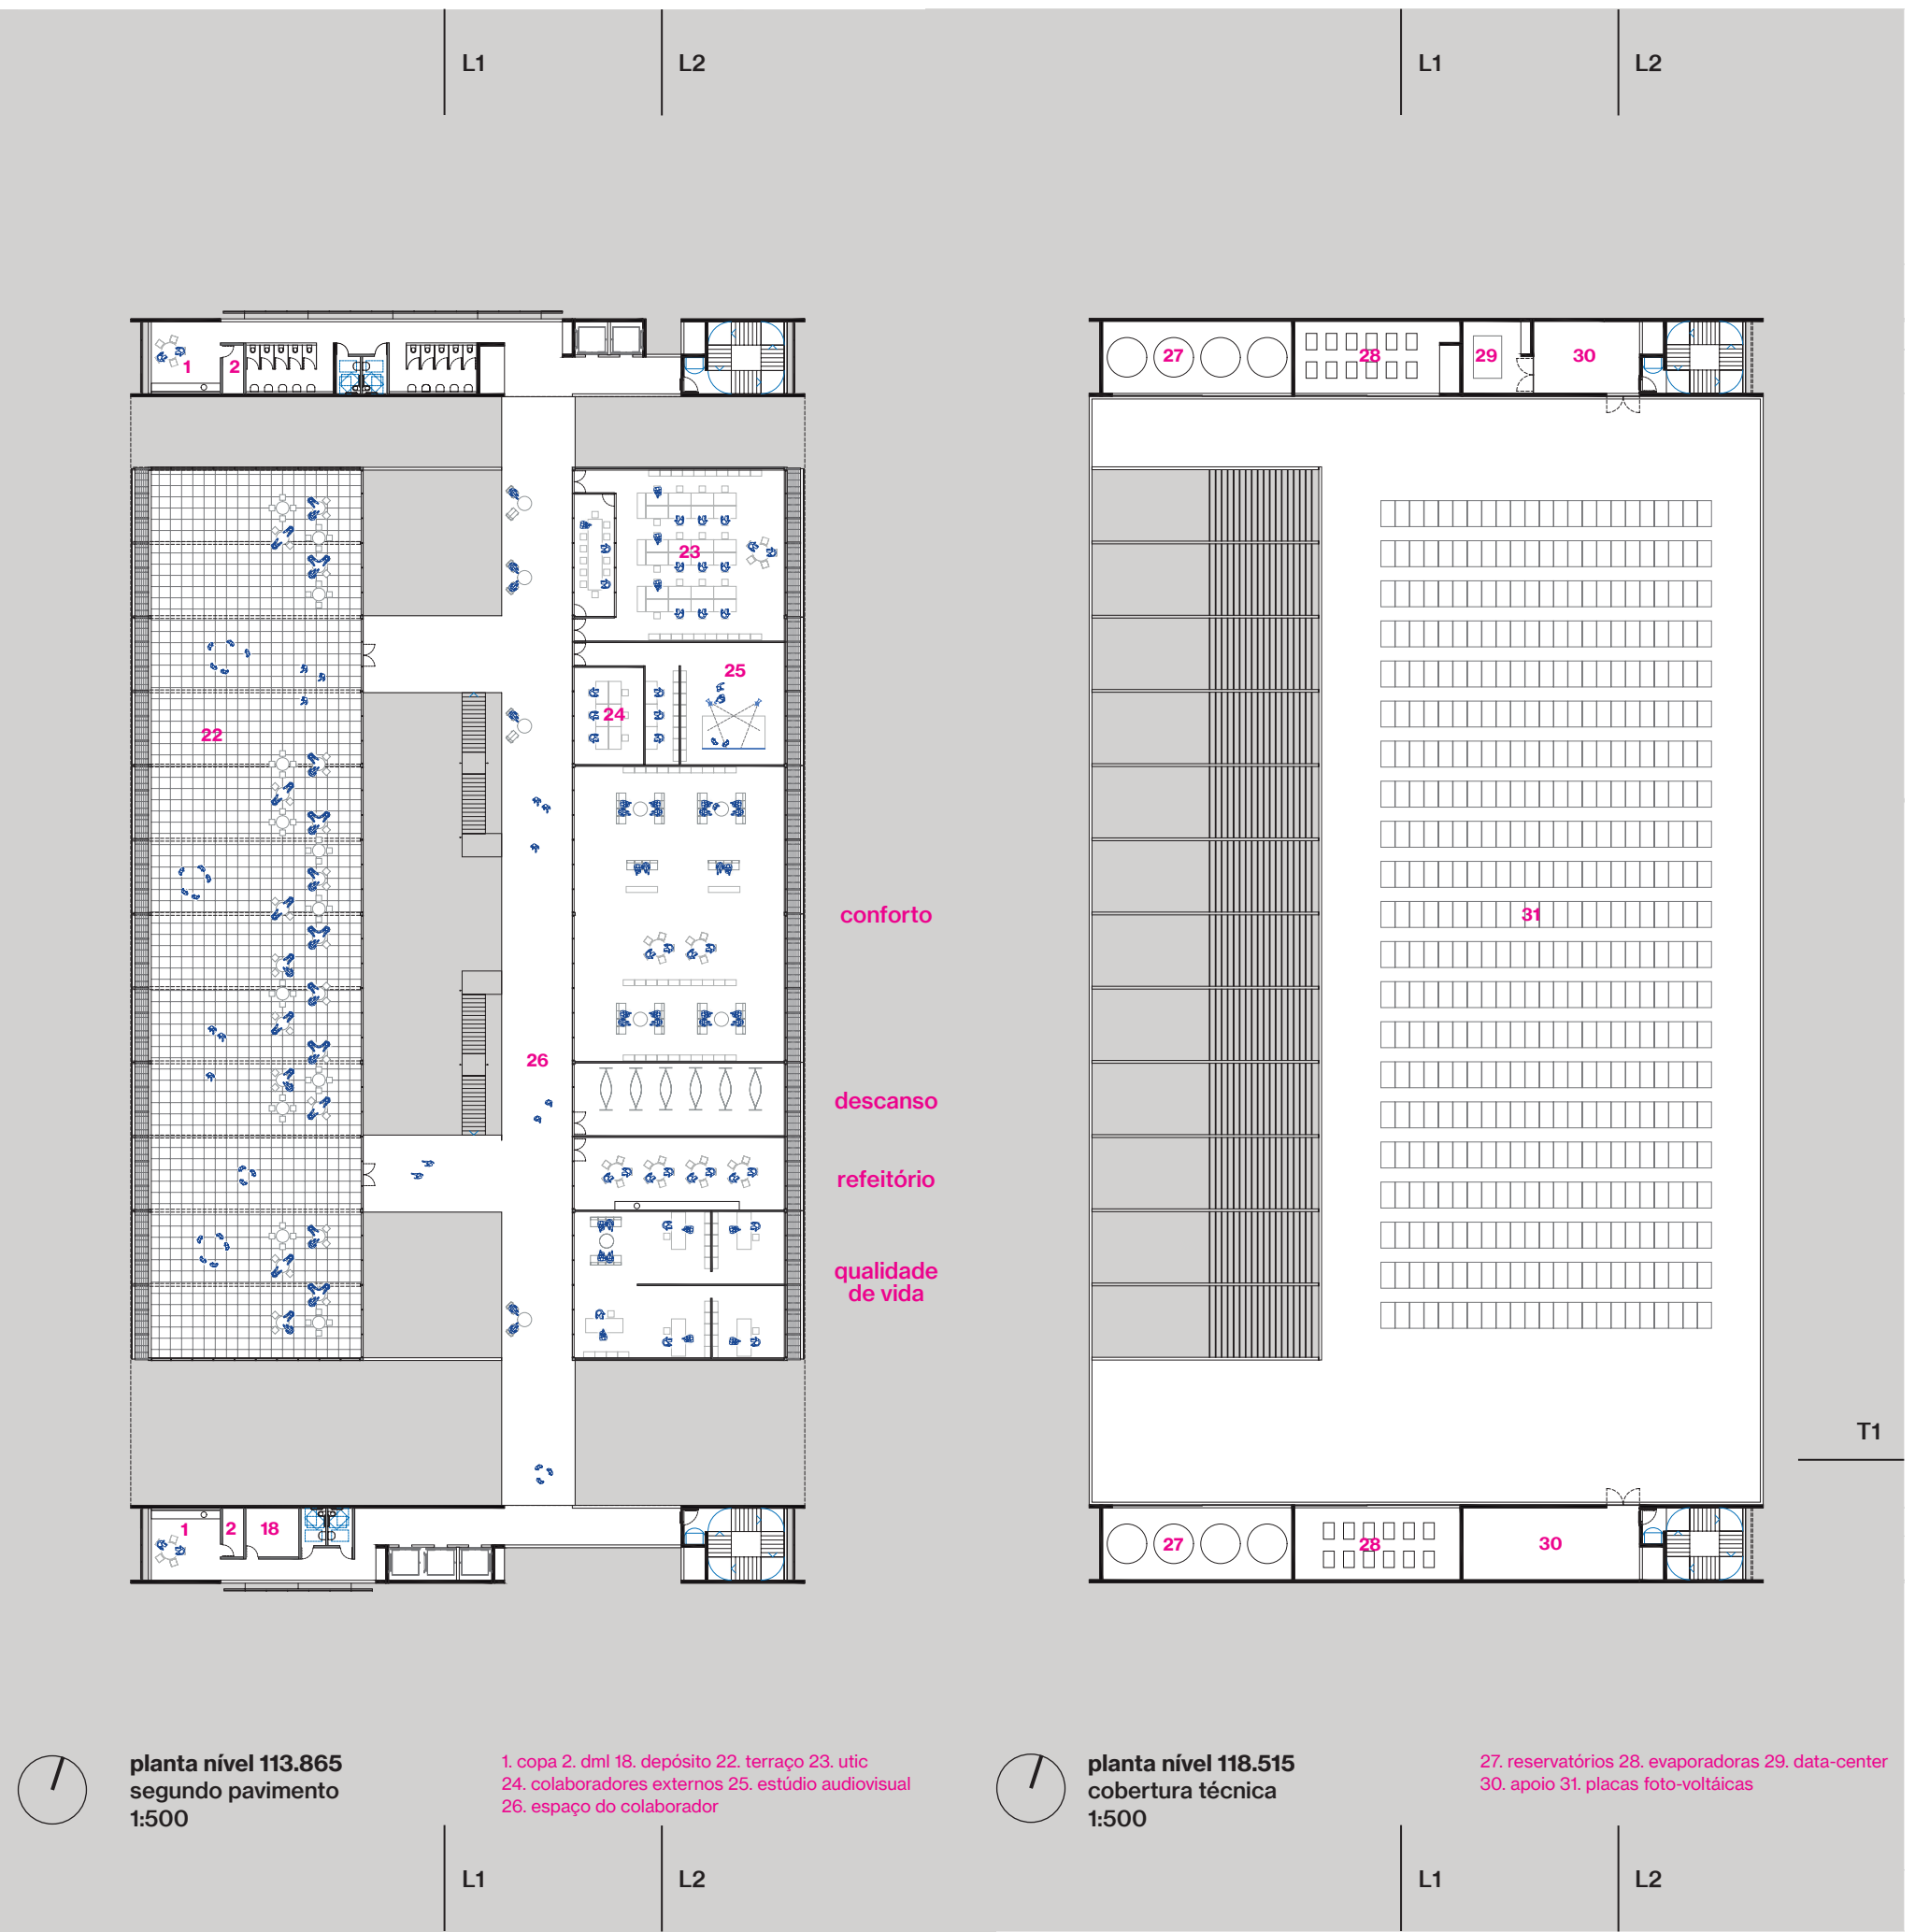 L1
L2
L1
L2
1
2
23
25
24
22
26
1
2
18
conforto
descanso
refeitório
qualidade
de vida
27
28
29
30
31
27
28
30
T1
planta nível 113.865
segundo pavimento
1:500
1. copa 2. dml 18. depósito 22. terraço 23. utic
24. colaboradores externos 25. estúdio audiovisual
26. espaço do colaborador
planta nível 118.515
cobertura técnica
1:500
27. reservatórios 28. evaporadoras 29. data-center
30. apoio 31. placas foto-voltáicas
L1
L2
L1
L2